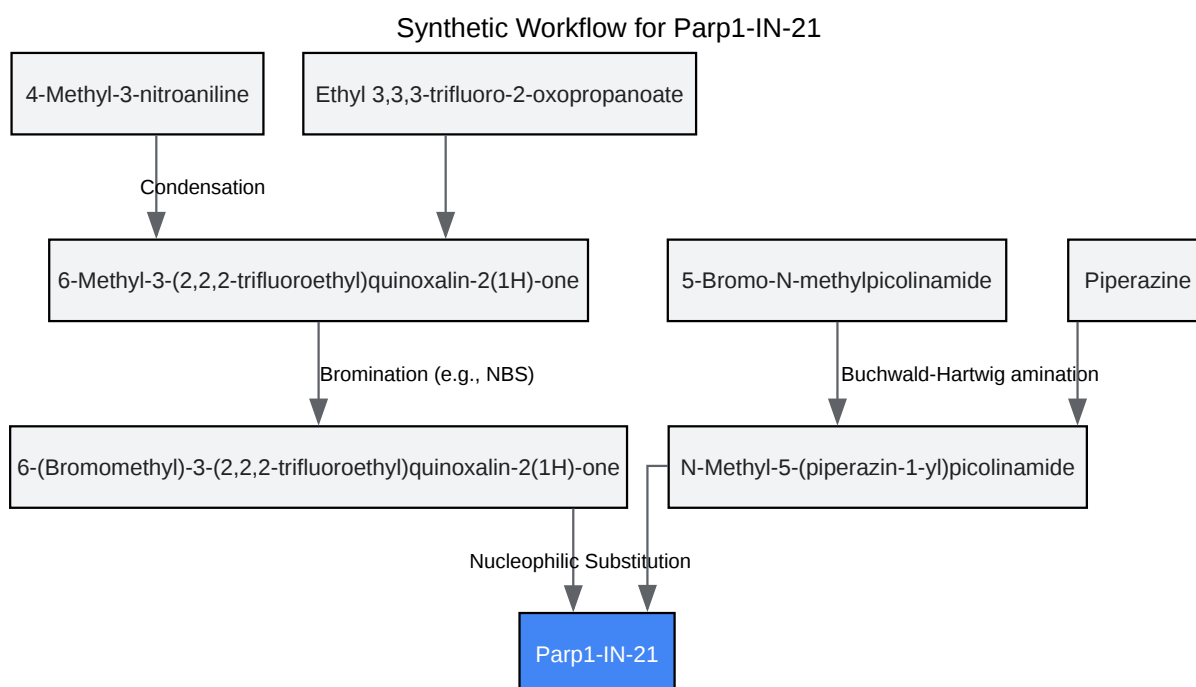 Synthetic Workflow for Parp1-IN-21
4-Methyl-3-nitroaniline
Ethyl 3,3,3-trifluoro-2-oxopropanoate
Condensation
6-Methyl-3-(2,2,2-trifluoroethyl)quinoxalin-2(1H)-one
5-Bromo-N-methylpicolinamide
Piperazine
Bromination (e.g., NBS)
Buchwald-Hartwig amination
6-(Bromomethyl)-3-(2,2,2-trifluoroethyl)quinoxalin-2(1H)-one
N-Methyl-5-(piperazin-1-yl)picolinamide
Nucleophilic Substitution
Parp1-IN-21